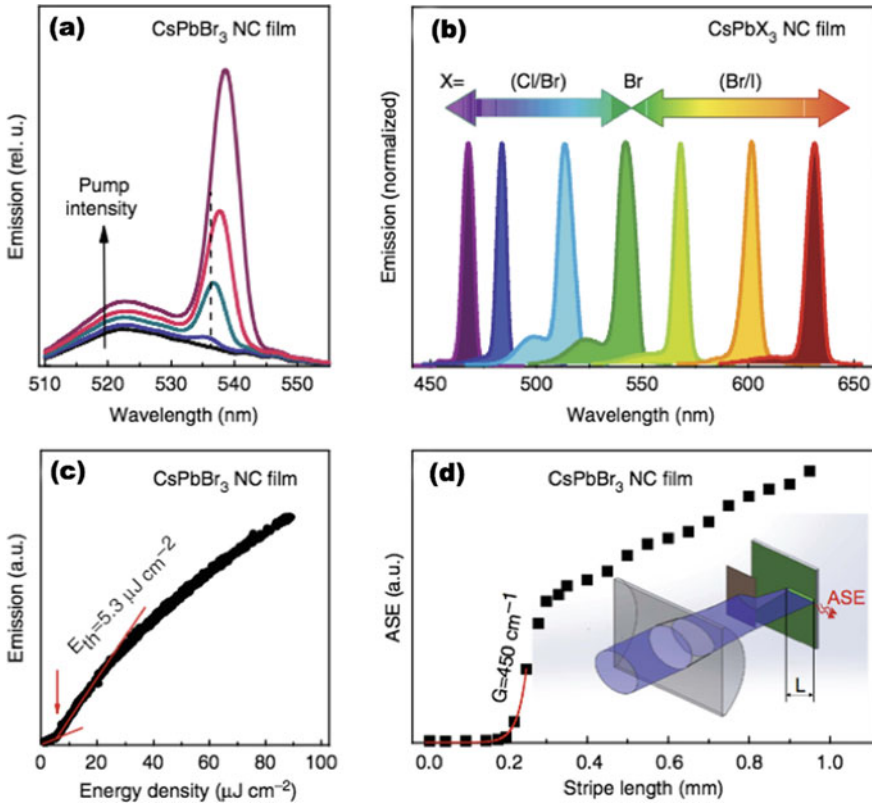 (a)
CsPbBr₃ NC film
Pump
intensity
Emission (rel. u.)
510 520 530 540 550
Wavelength (nm)
(b)
CsPbX₃ NC film
X= (Cl/Br) Br (Br/I)
Emission (normalized)
450 500 550 600 650
Wavelength (nm)
(c)
CsPbBr₃ NC film
Eth=5.3 μJ cm⁻²
Emission (a.u.)
0 20 40 60 80 100
Energy density (μJ cm⁻²)
(d)
CsPbBr₃ NC film
G=450 cm⁻¹
ASE
L
ASE (a.u.)
0.0 0.2 0.4 0.6 0.8 1.0
Stripe length (mm)